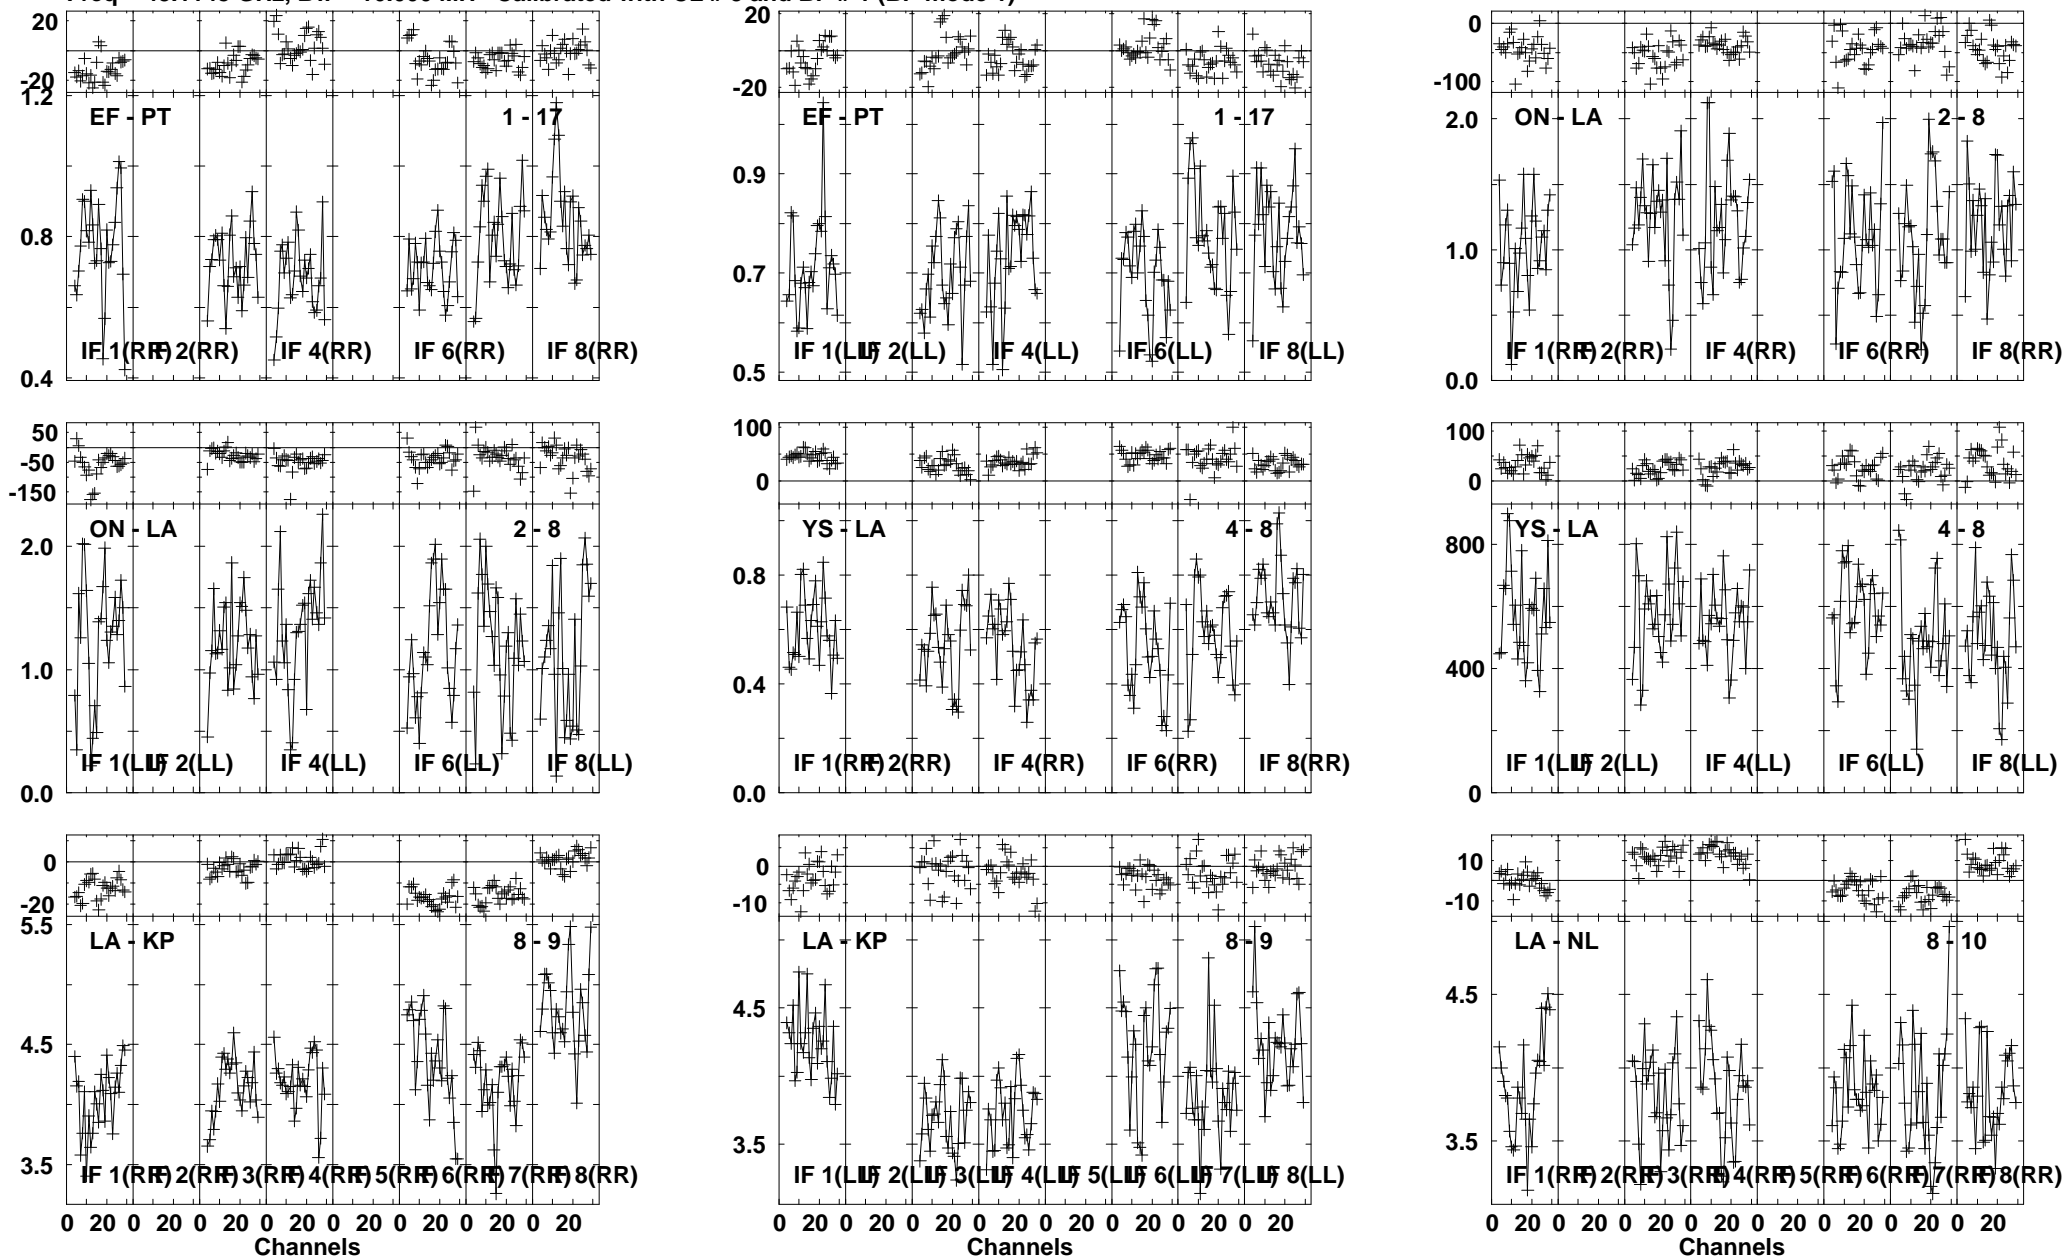 20
-20
1.2
EF - PT 1 - 17
0.8
IF 1(RR) IF 2(RR) IF 4(RR) IF 6(RR) IF 8(RR)
0.4
20
-20
EF - PT 1 - 17
0.9
0.7
IF 1(LL) IF 2(LL) IF 4(LL) IF 6(LL) IF 8(LL)
0.5
0
-100
2.0 ON - LA 2 - 8
1.0
IF 1(RR) IF 2(RR) IF 4(RR) IF 6(RR) IF 8(RR)
0.0
50
-50
-150
ON - LA 2 - 8
2.0
1.0
IF 1(LL) IF 2(LL) IF 4(LL) IF 6(LL) IF 8(LL)
0.0
100
0
YS - LA 4 - 8
0.8
0.4
IF 1(RR) IF 2(RR) IF 4(RR) IF 6(RR) IF 8(RR)
0.0
100
0
YS - LA 4 - 8
800
400
IF 1(LL) IF 2(LL) IF 4(LL) IF 6(LL) IF 8(LL)
0
0
-20
5.5
LA - KP 8 - 9
4.5
3.5
IF 1(RR) IF 2(RR) IF 3(RR) IF 4(RR) IF 5(RR) IF 6(RR) IF 7(RR) IF 8(RR)
0 20 0 0 20 0 20 0 0 20 0 20 0 20
Channels
0
-10
LA - KP 8 - 9
4.5
3.5
IF 1(LL) IF 2(LL) IF 3(LL) IF 4(LL) IF 5(LL) IF 6(LL) IF 7(LL) IF 8(LL)
0 20 0 0 20 0 20 0 0 20 0 20 0 20
Channels
10
-10
LA - NL 8 - 10
4.5
3.5
IF 1(RR) IF 2(RR) IF 3(RR) IF 4(RR) IF 5(RR) IF 6(RR) IF 7(RR) IF 8(RR)
0 20 0 0 20 0 20 0 0 20 0 20 0 20
Channels